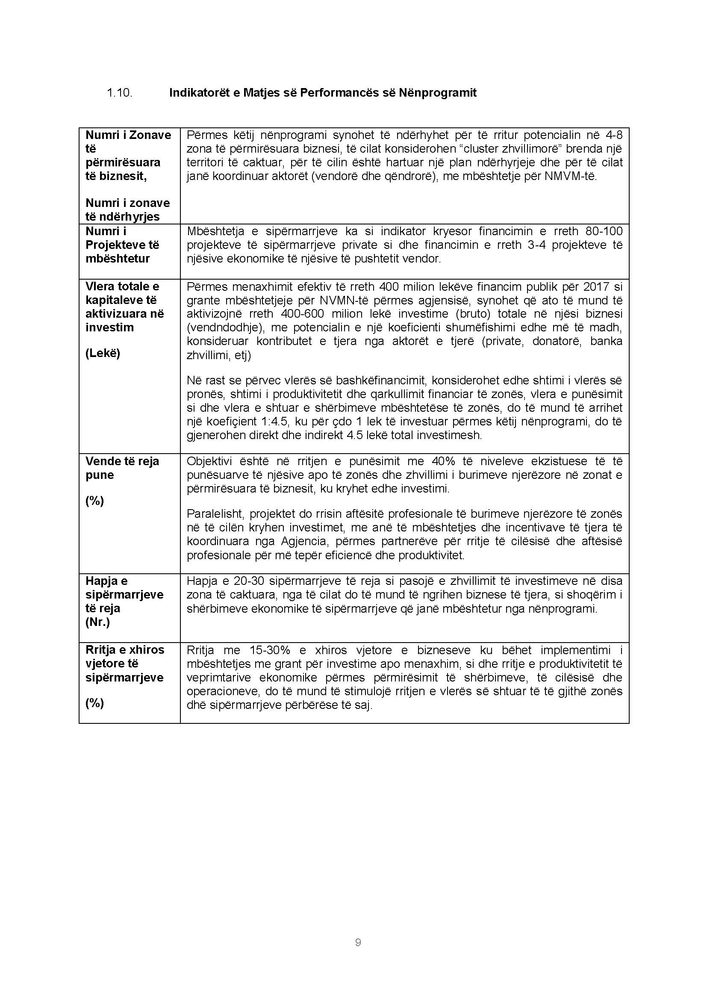 1.10. Indikatorët e Matjes së Performancës së Nënprogramit
Numri i Zonave
të
përmirësuara
të biznesit,
Numri i zonave
të ndërhyrjes
Përmes këtij nënprogrami synohet të ndërhyhet për të rritur potencialin në 4-8
zona të përmirësuara biznesi, të cilat konsiderohen “cluster zhvillimorë” brenda një
territori të caktuar, për të cilin është hartuar një plan ndërhyrjeje dhe për të cilat
janë koordinuar aktorët (vendorë dhe qëndrorë), me mbështetje për NMVM-të.
Numri i
Projekteve të
mbështetur
Mbështetja e sipërmarrjeve ka si indikator kryesor financimin e rreth 80-100
projekteve të sipërmarrjeve private si dhe financimin e rreth 3-4 projekteve të
njësive ekonomike të njësive të pushtetit vendor.
Vlera totale e
kapitaleve të
aktivizuara në
investim
(Lekë)
Përmes menaxhimit efektiv të rreth 400 milion lekëve financim publik për 2017 si
grante mbështetjeje për NVMN-të përmes agjensisë, synohet që ato të mund të
aktivizojnë rreth 400-600 milion lekë investime (bruto) totale në njësi biznesi
(vendndodhje), me potencialin e një koeficienti shumëfishimi edhe më të madh,
konsideruar kontributet e tjera nga aktorët e tjerë (private, donatorë, banka
zhvillimi, etj)
Në rast se përvec vlerës së bashkëfinancimit, konsiderohet edhe shtimi i vlerës së
pronës, shtimi i produktivitetit dhe qarkullimit financiar të zonës, vlera e punësimit
si dhe vlera e shtuar e shërbimeve mbështetëse të zonës, do të mund të arrihet
një koefiçient 1:4.5, ku për çdo 1 lek të investuar përmes këtij nënprogrami, do të
gjenerohen direkt dhe indirekt 4.5 lekë total investimesh.
Vende të reja
pune
(%)
Objektivi është në rritjen e punësimit me 40% të niveleve ekzistuese të të
punësuarve të njësive apo të zonës dhe zhvillimi i burimeve njerëzore në zonat e
përmirësuara të biznesit, ku kryhet edhe investimi.
Paralelisht, projektet do rrisin aftësitë profesionale të burimeve njerëzore të zonës
në të cilën kryhen investimet, me anë të mbështetjes dhe incentivave të tjera të
koordinuara nga Agjencia, përmes partnerëve për rritje të cilësisë dhe aftësisë
profesionale për më tepër eficiencë dhe produktivitet.
Hapja e
sipërmarrjeve
të reja
(Nr.)
Hapja e 20-30 sipërmarrjeve të reja si pasojë e zhvillimit të investimeve në disa
zona të caktuara, nga të cilat do të mund të ngrihen biznese të tjera, si shoqërim i
shërbimeve ekonomike të sipërmarrjeve që janë mbështetur nga nënprogrami.
Rritja e xhiros
vjetore të
sipërmarrjeve
(%)
Rritja me 15-30% e xhiros vjetore e bizneseve ku bëhet implementimi i
mbështetjes me grant për investime apo menaxhim, si dhe rritje e produktivitetit të
veprimtarive ekonomike përmes përmirësimit të shërbimeve, të cilësisë dhe
operacioneve, do të mund të stimulojë rritjen e vlerës së shtuar të të gjithë zonës
dhë sipërmarrjeve përbërëse të saj.
9